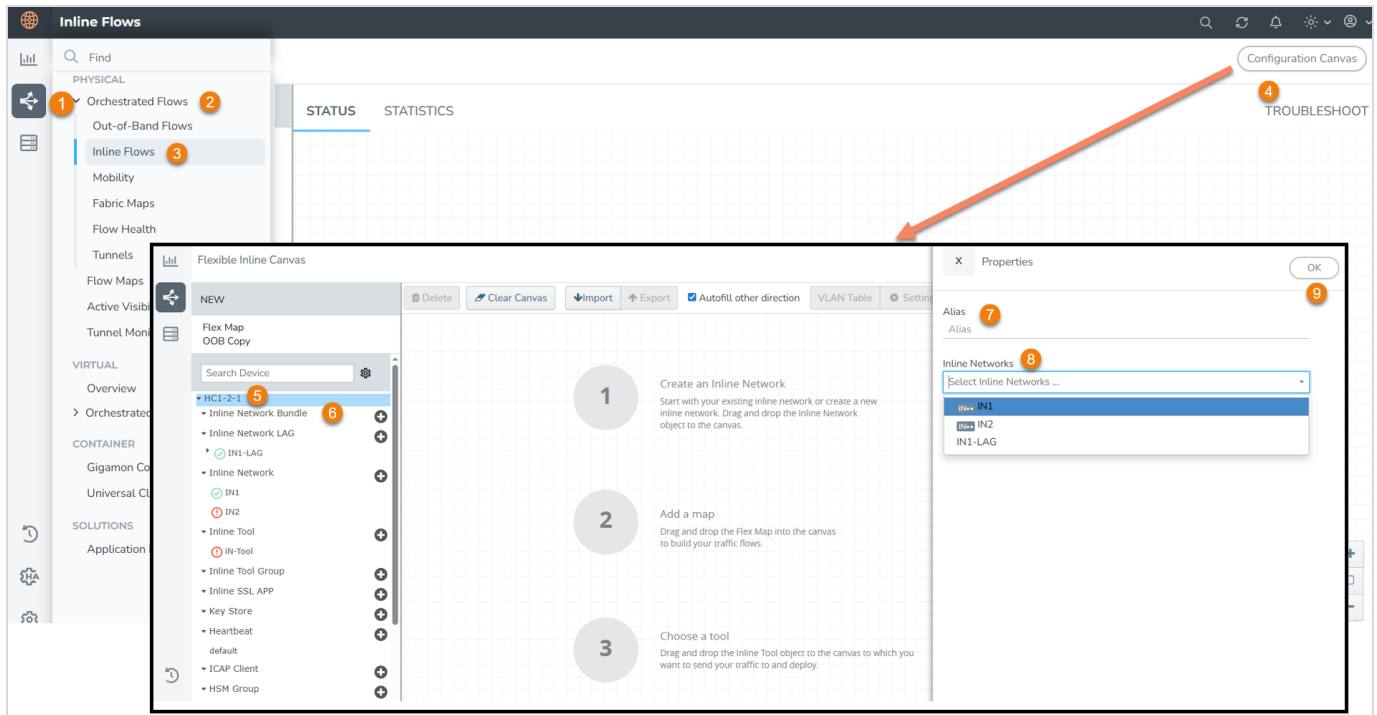 Inline Flows
Find
Configuration Canvas
PHYSICAL
1
Orchestrated Flows
2
4
Out-of-Band Flows
STATUS
STATISTICS
TROUBLESHOOT
Inline Flows
3
Mobility
Fabric Maps
Flow Health
Tunnels
Flow Maps
Active Visibi
Tunnel Moni
VIRTUAL
Overview
Orchestrated
CONTAINER
Gigamon Co
Universal Cl
SOLUTIONS
Application
HA
Flexible Inline Canvas
X
Properties
OK
9
NEW
Delete
Clear Canvas
Import
Export
Autofill other direction
VLAN Table
Setting
Flex Map
OOB Copy
Search Device
HC1-2-1
5
Inline Network Bundle
6
Inline Network LAG
IN1-LAG
Inline Network
IN1
IN2
Inline Tool
iN-Tool
Inline Tool Group
Inline SSL APP
Key Store
Heartbeat
default
ICAP Client
HSM Group
1
Create an Inline Network
Start with your existing inline network or create a new
inline network. Drag and drop the Inline Network
object to the canvas.
2
Add a map
Drag and drop the Flex Map into the canvas
to build your traffic flows.
3
Choose a tool
Drag and drop the Inline Tool object to the canvas to which you
want to send your traffic to and deploy.
Alias
7
Alias
Inline Networks
8
Select Inline Networks ...
IN IN1
IN IN2
IN1-LAG